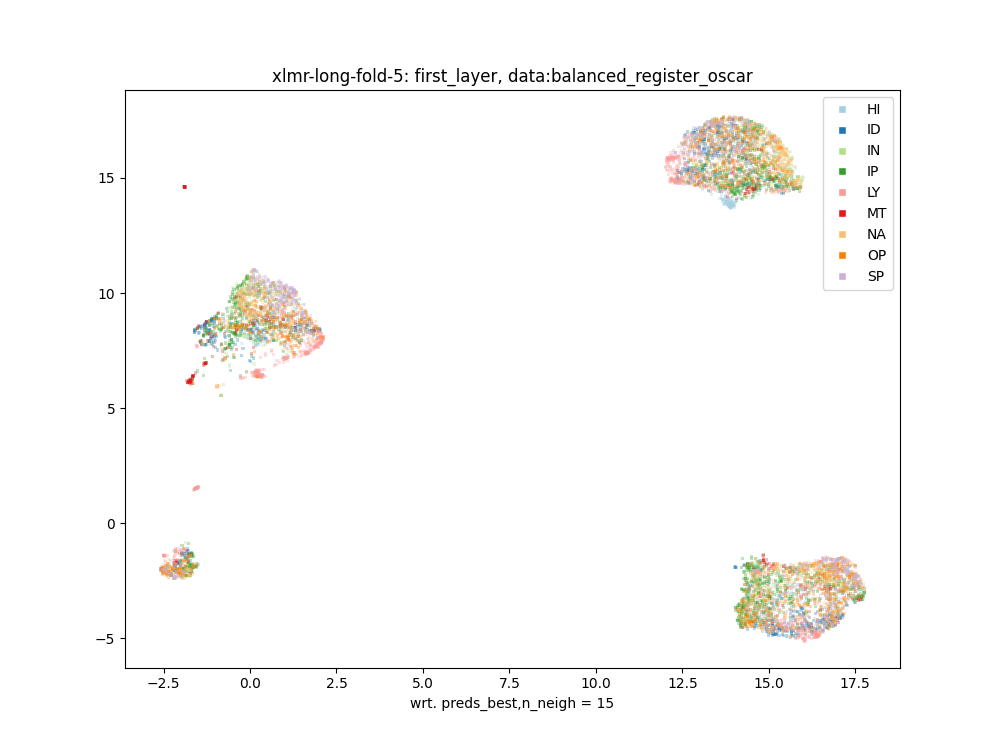 xlmr-long-fold-5: first_layer, data:balanced_register_oscar
HI
ID
IN
IP
LY
MT
NA
OP
SP
15
10
5
0
−5
−2.5 0.0 2.5 5.0 7.5 10.0 12.5 15.0 17.5
wrt. preds_best,n_neigh = 15